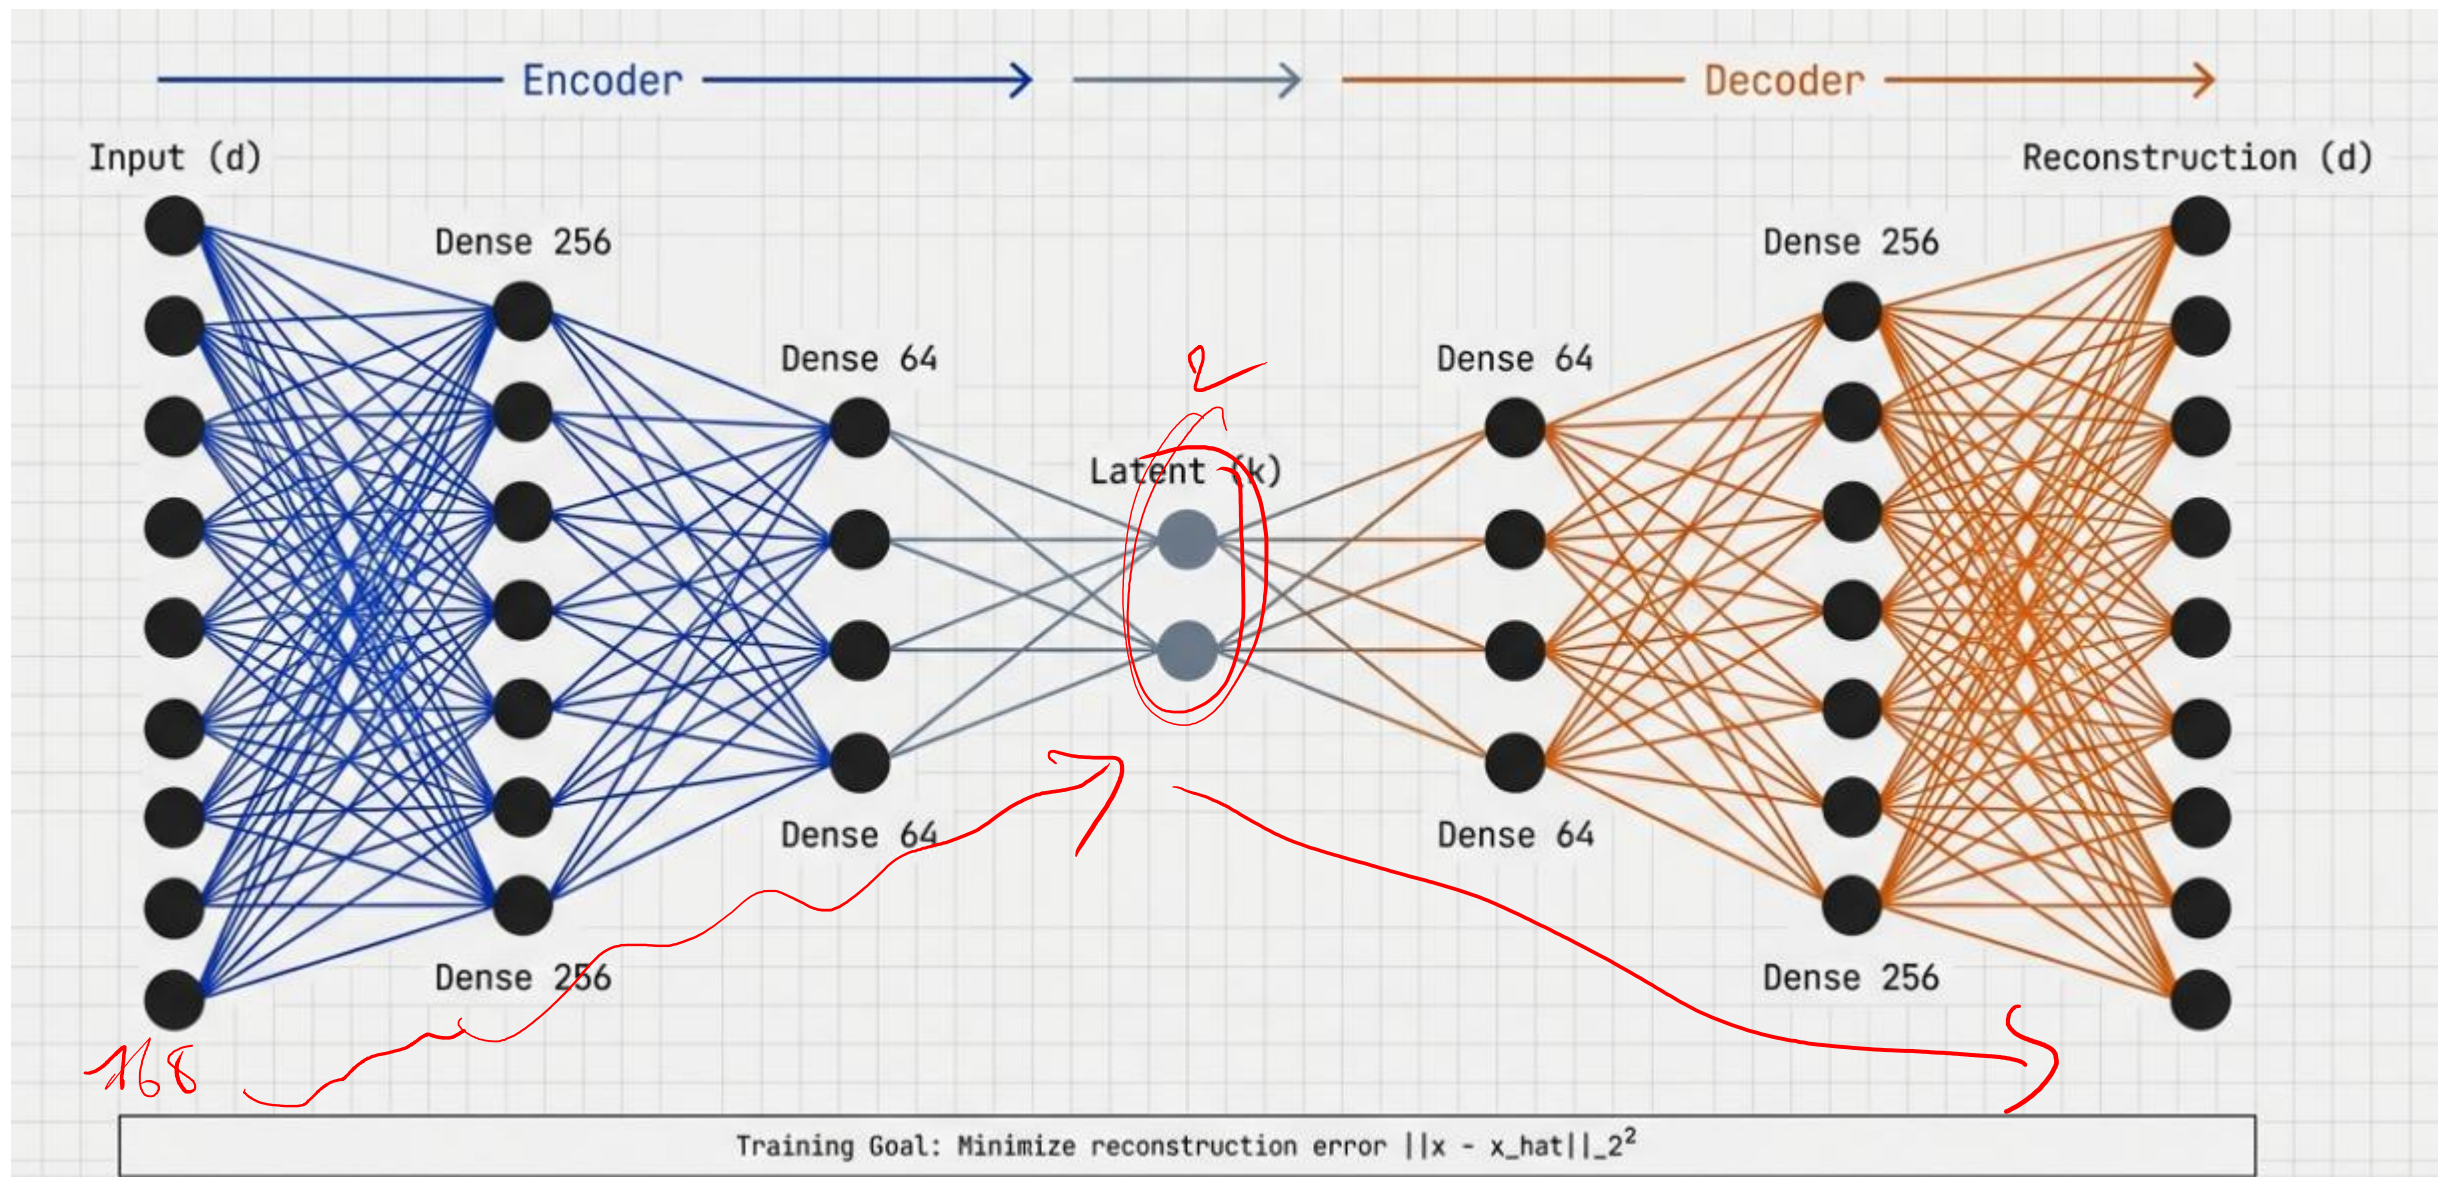 Encoder
Decoder
Input (d)
Reconstruction (d)
Dense 256
Dense 256
Dense 64
2
Dense 64
Latent (k)
Dense 64
Dense 64
Dense 256
Dense 256
168
Training Goal: Minimize reconstruction error ||x - x_hat||_2²